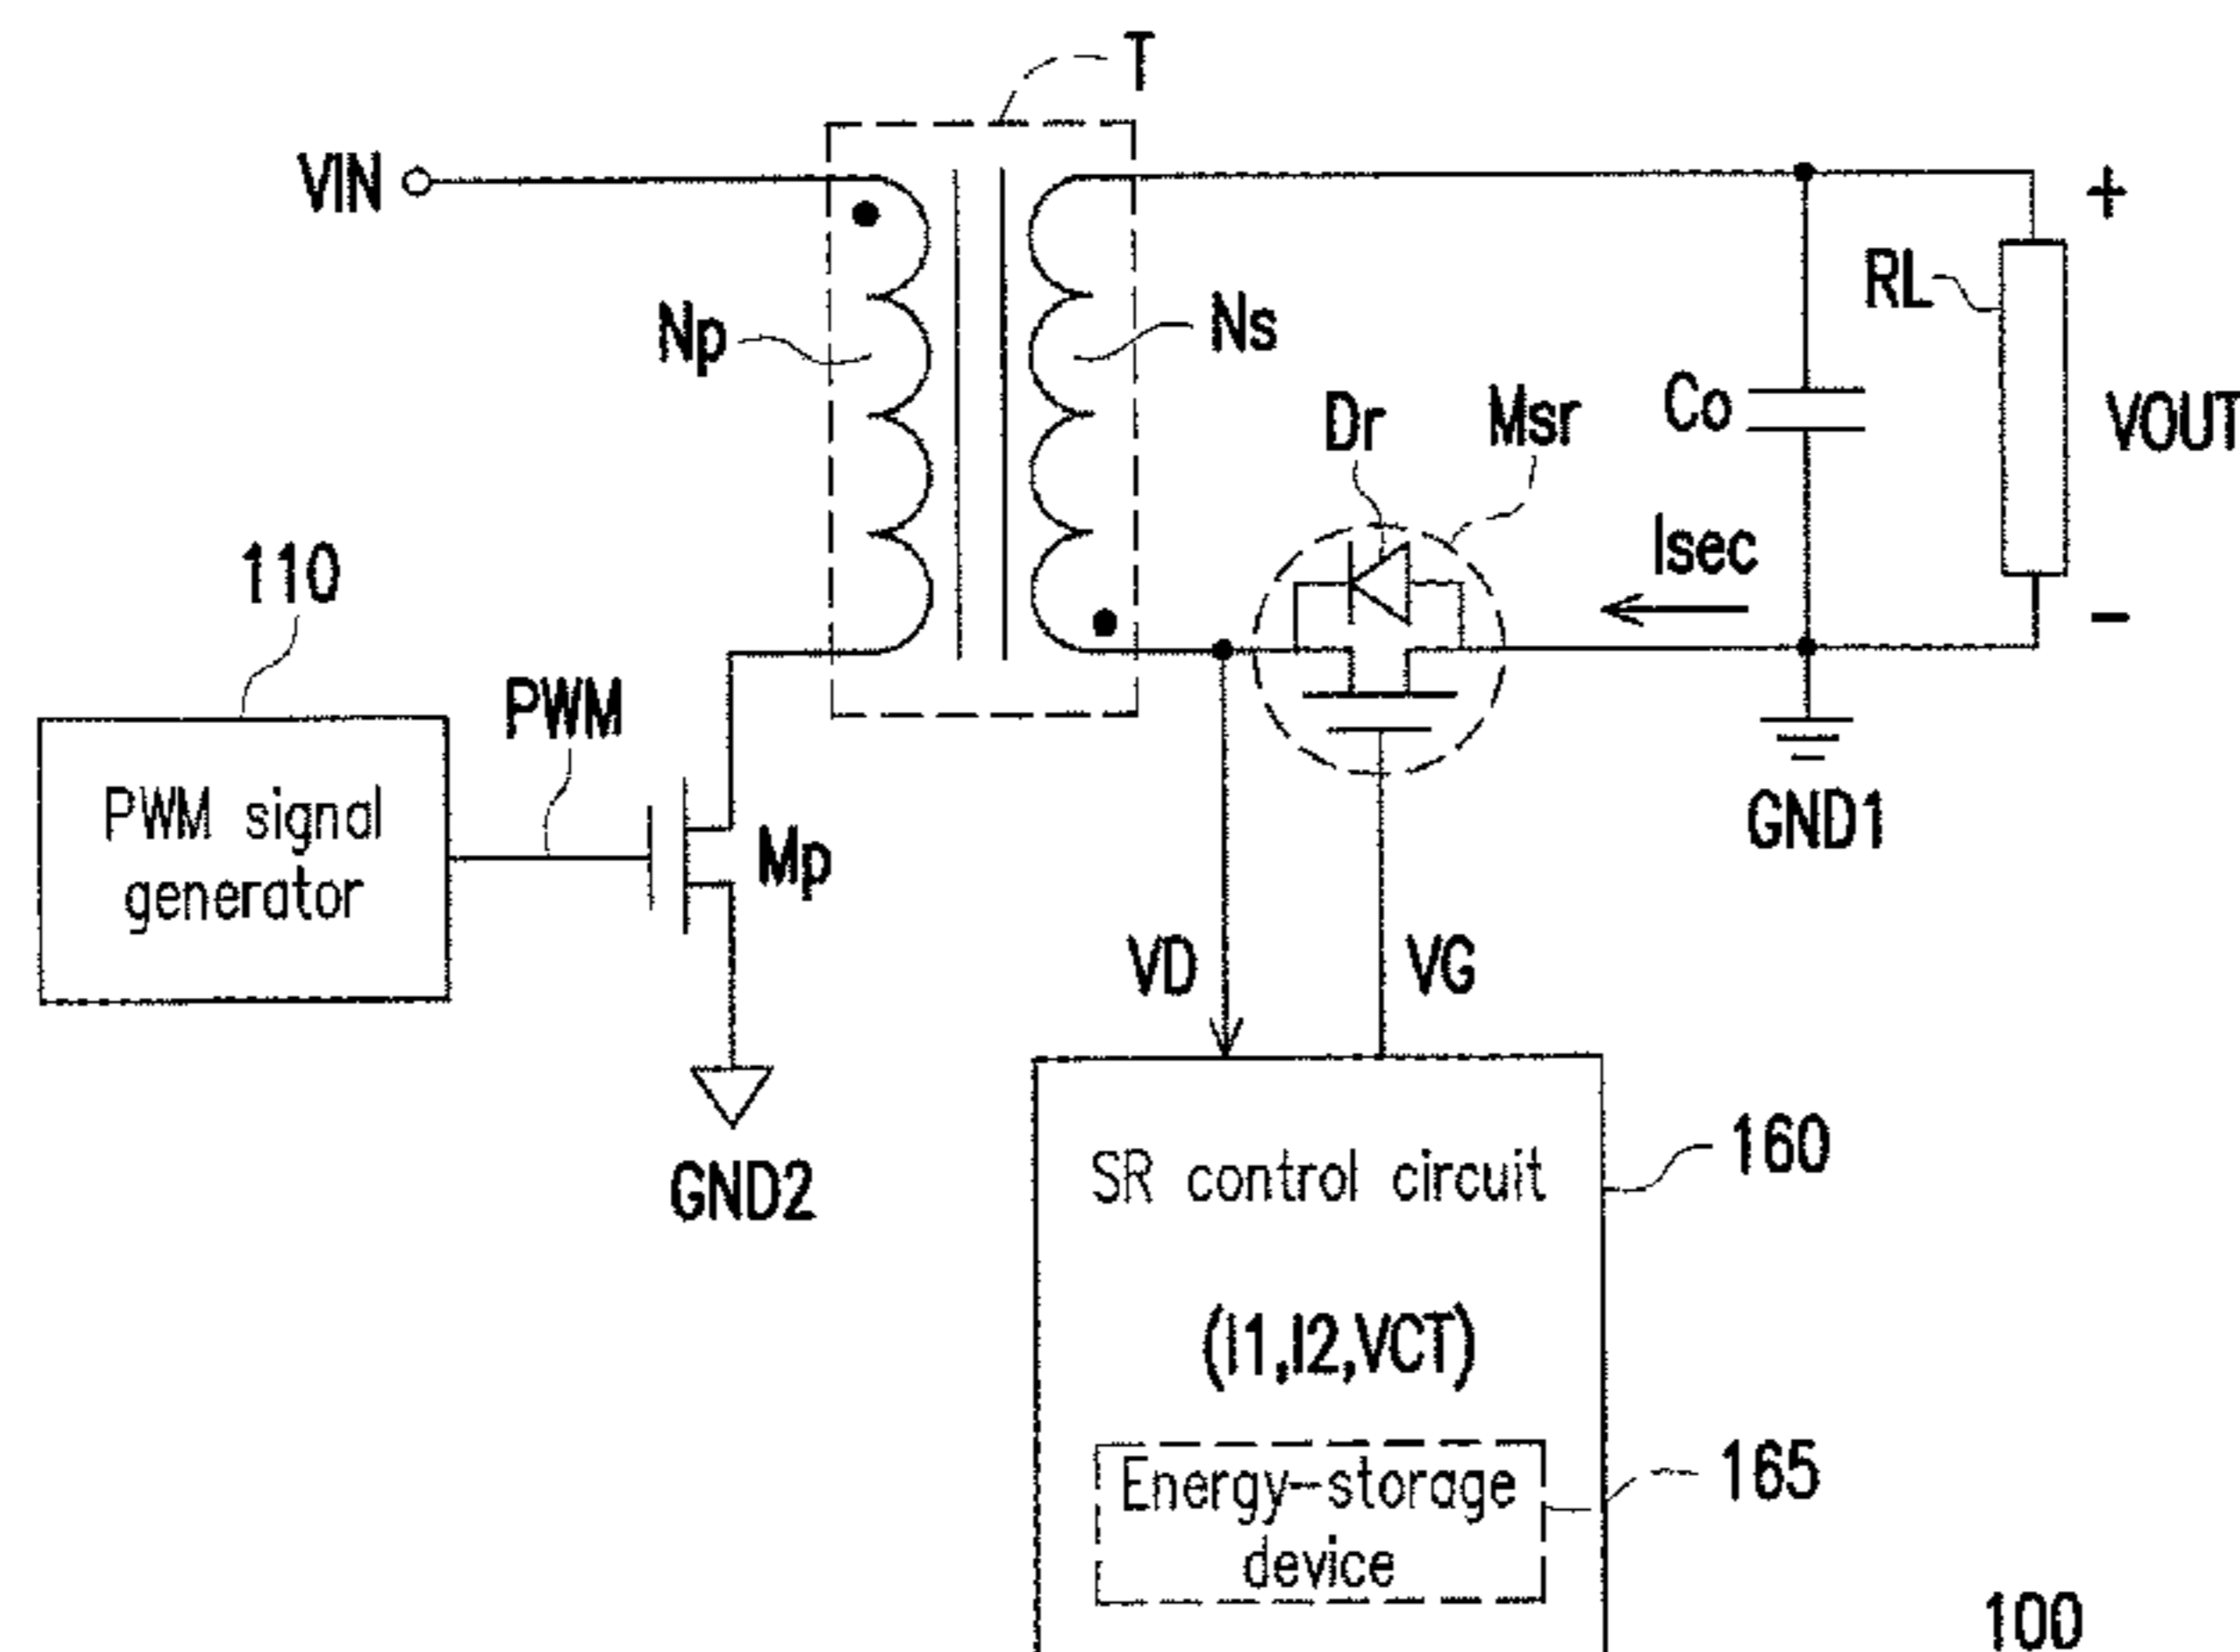 T
VIN
+
RL
Np
Ns
Dr
Msr
Co
VOUT
Isec
110
PWM
−
PWM signal
generator
Mp
GND1
VD
VG
GND2
SR control circuit
160
(I1,I2,VCT)
Energy-storage
device
165
100